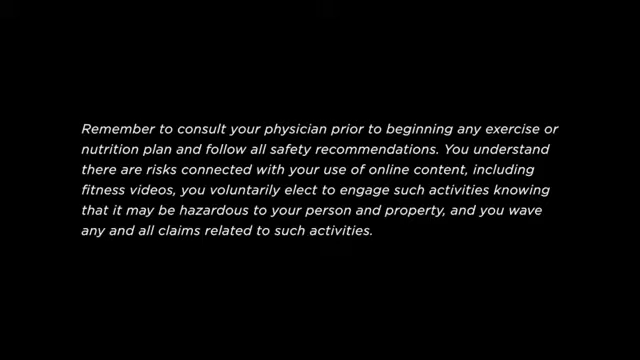 Remember to consult your physician prior to beginning any exercise or
nutrition plan and follow all safety recommendations. You understand
there are risks connected with your use of online content, including
fitness videos, you voluntarily elect to engage such activities knowing
that it may be hazardous to your person and property, and you wave
any and all claims related to such activities.